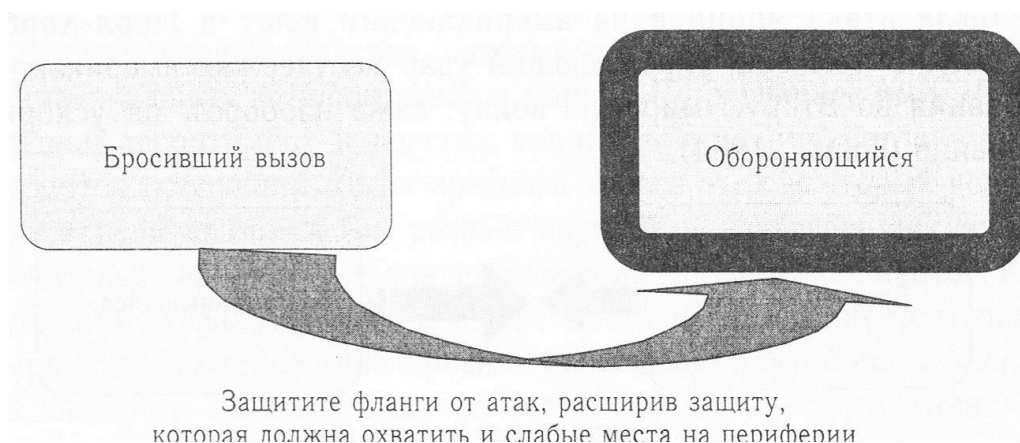 Бросивший вызов
Обороняющийся
Защитите фланги от атак, расширив защиту,
которая должна охватить и слабые места на периферии